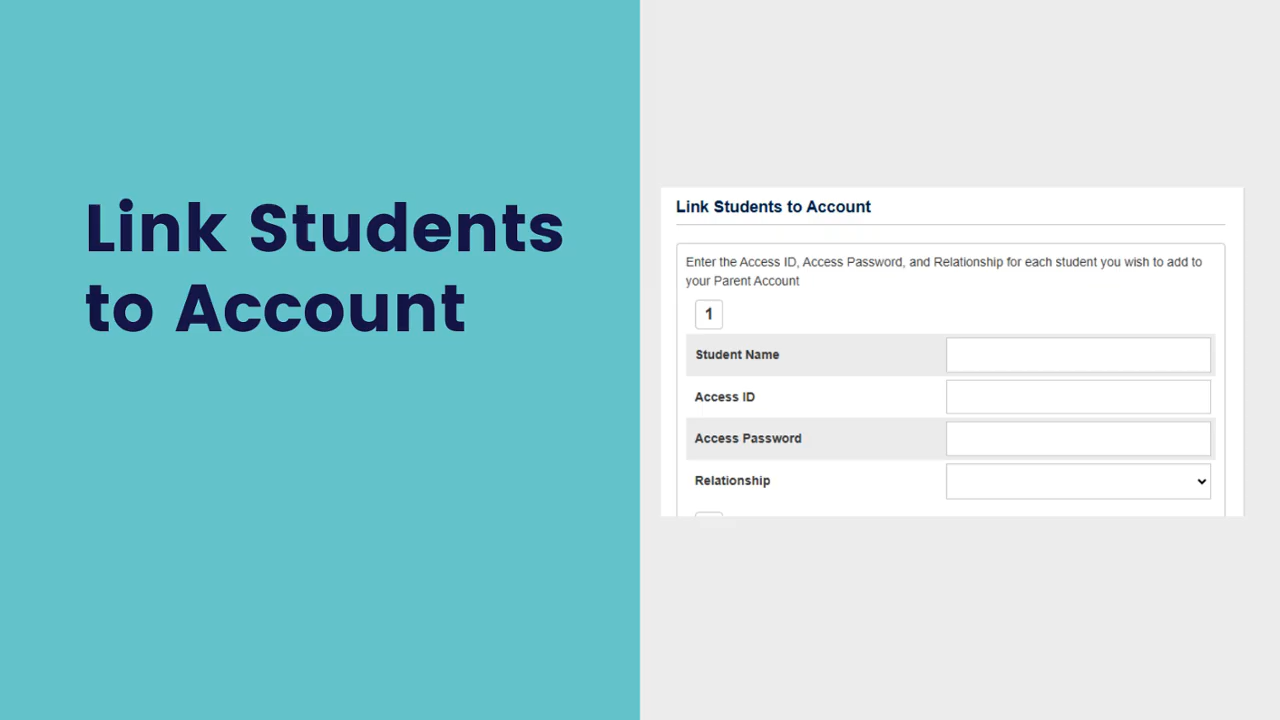 Link Students
to Account
Link Students to Account
Enter the Access ID, Access Password, and Relationship for each student you wish to add to
your Parent Account
1
Student Name
Access ID
Access Password
Relationship